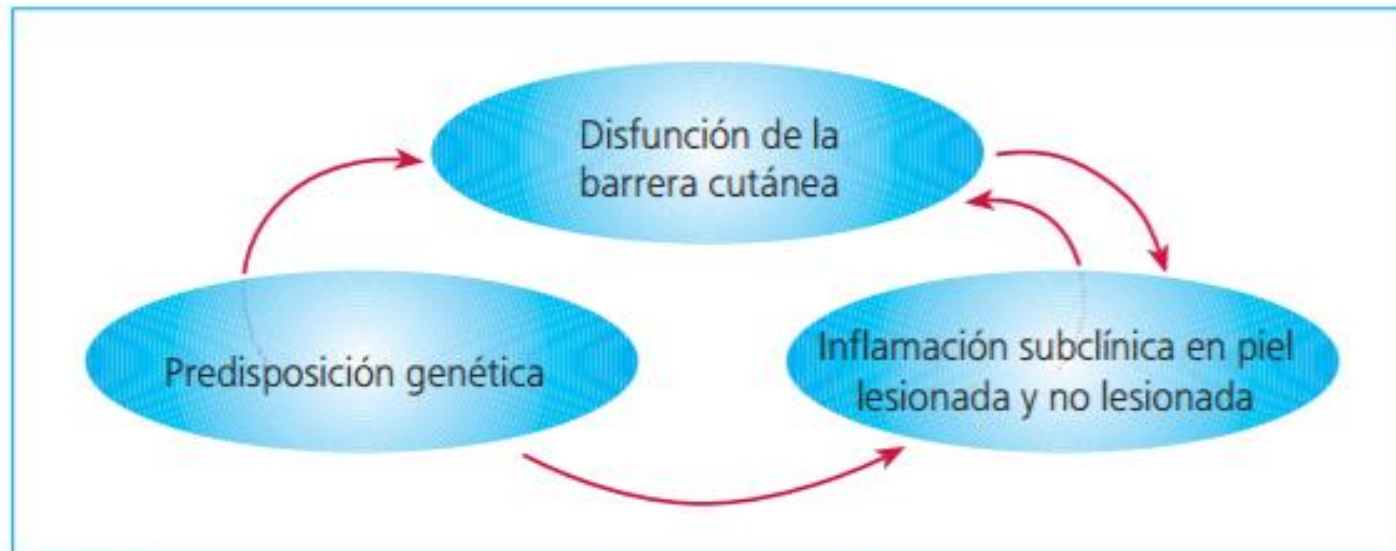 Disfunción de la
barrera cutánea
Predisposición genética
Inflamación subclínica en piel
lesionada y no lesionada